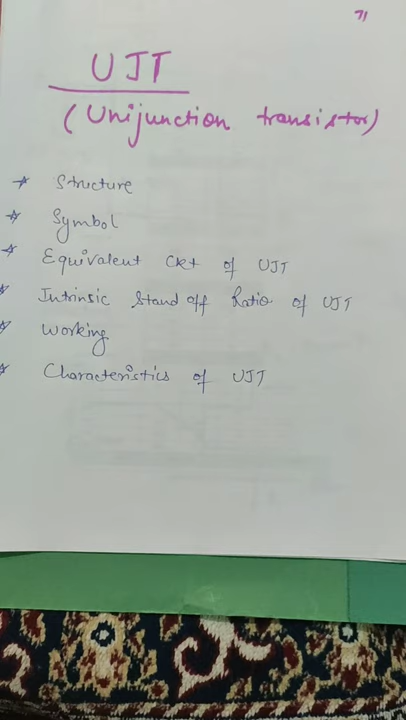 71
UJT
(Unijunction transistor)
* Structure
* Symbol
* Equivalent Ckt of UJT
* Intrinsic Stand off Ratio of UJT
* Working
* Characteristics of UJT